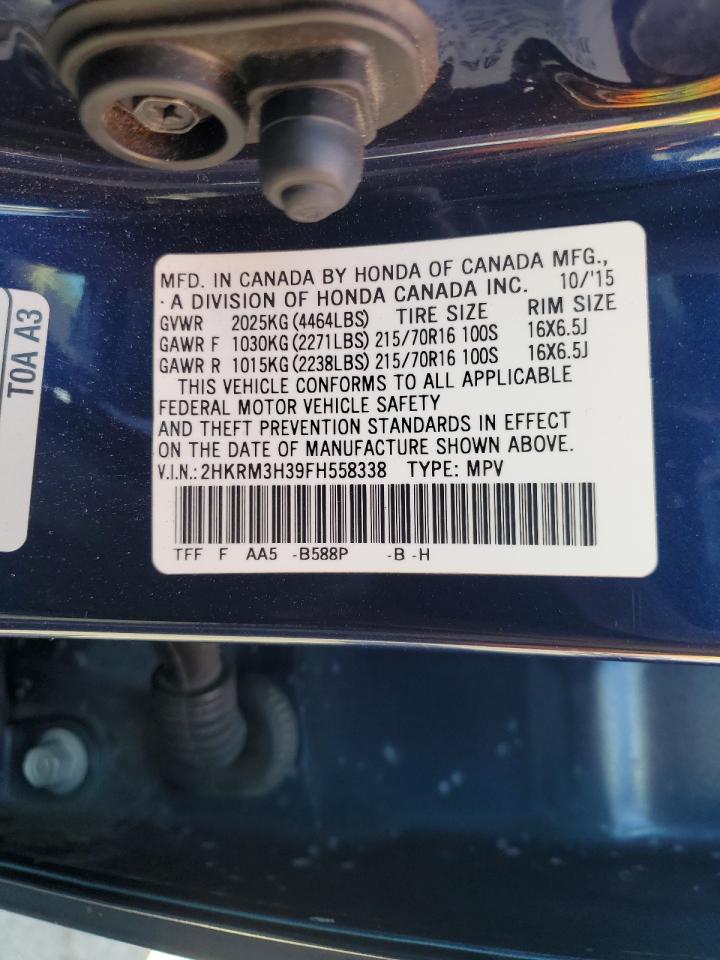 MFD. IN CANADA BY HONDA OF CANADA MFG.,
· A DIVISION OF HONDA CANADA INC. 10/'15
GVWR 2025KG (4464LBS) TIRE SIZE RIM SIZE
GAWR F 1030KG (2271LBS) 215/70R16 100S 16X6.5J
GAWR R 1015KG (2238LBS) 215/70R16 100S 16X6.5J
THIS VEHICLE CONFORMS TO ALL APPLICABLE
FEDERAL MOTOR VEHICLE SAFETY
AND THEFT PREVENTION STANDARDS IN EFFECT
ON THE DATE OF MANUFACTURE SHOWN ABOVE.
V.I.N.: 2HKRM3H39FH558338 TYPE: MPV
TFF F AA5 -B588P -B -H
TOA A3